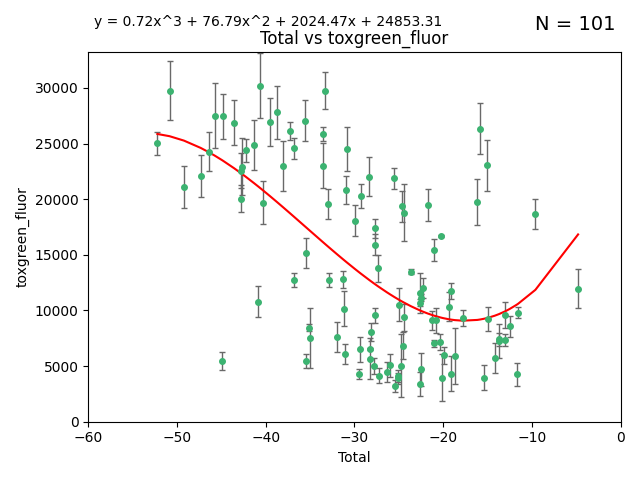 y = 0.72x^3 + 76.79x^2 + 2024.47x + 24853.31
N = 101
Total vs toxgreen_fluor
30000
25000
20000
15000
10000
5000
0
toxgreen_fluor
−60
−50
−40
−30
−20
−10
0
Total